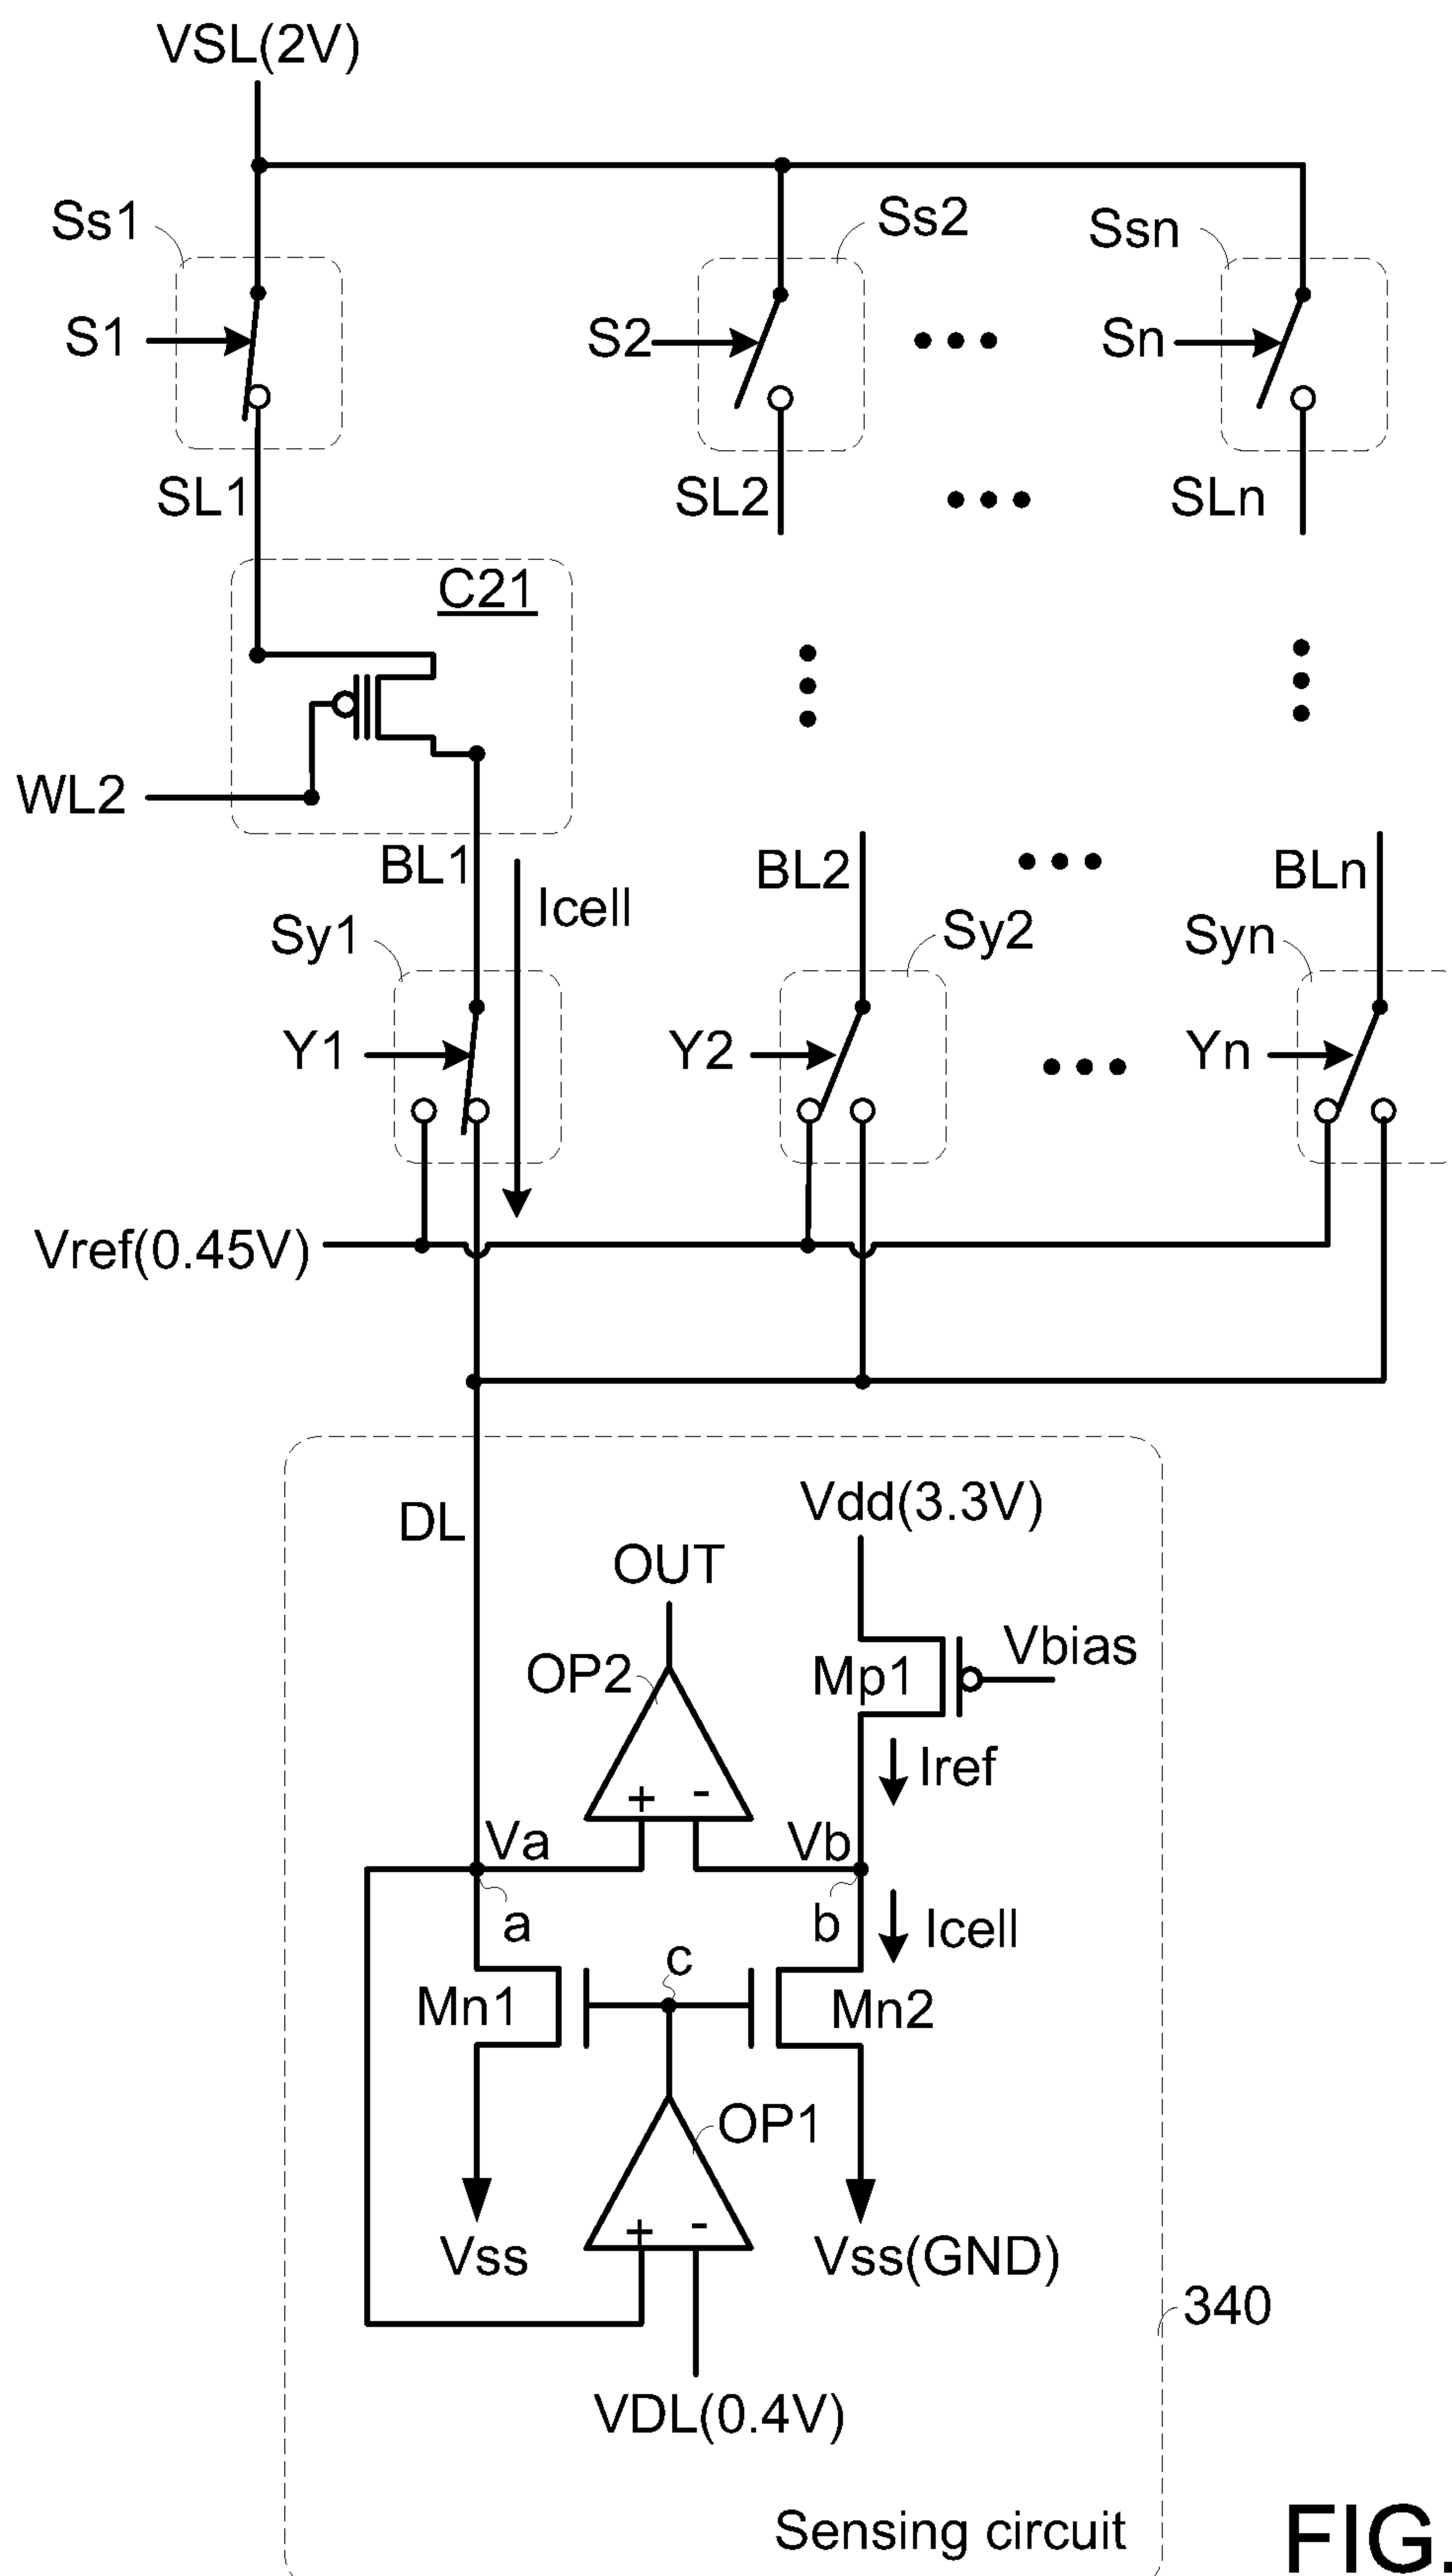 VSL(2V)
Ss1
Ss2
Ssn
S1
S2
Sn
SL1
SL2
SLn
C21
WL2
BL1
BL2
BLn
Icell
Sy1
Sy2
Syn
Y1
Y2
Yn
Vref(0.45V)
DL
Vdd(3.3V)
OUT
OP2
Mp1
Vbias
Iref
+ -
Va
Vb
a
b
Icell
c
Mn1
Mn2
OP1
+ -
Vss
Vss(GND)
340
VDL(0.4V)
Sensing circuit
FIG.